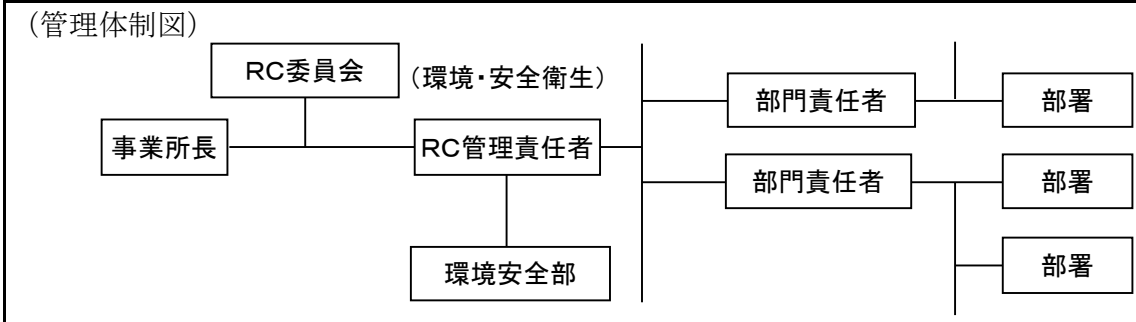 (管理体制図)
RC委員会
(環境・安全衛生)
事業所長
RC管理責任者
環境安全部
部門責任者
部署
部門責任者
部署
部署